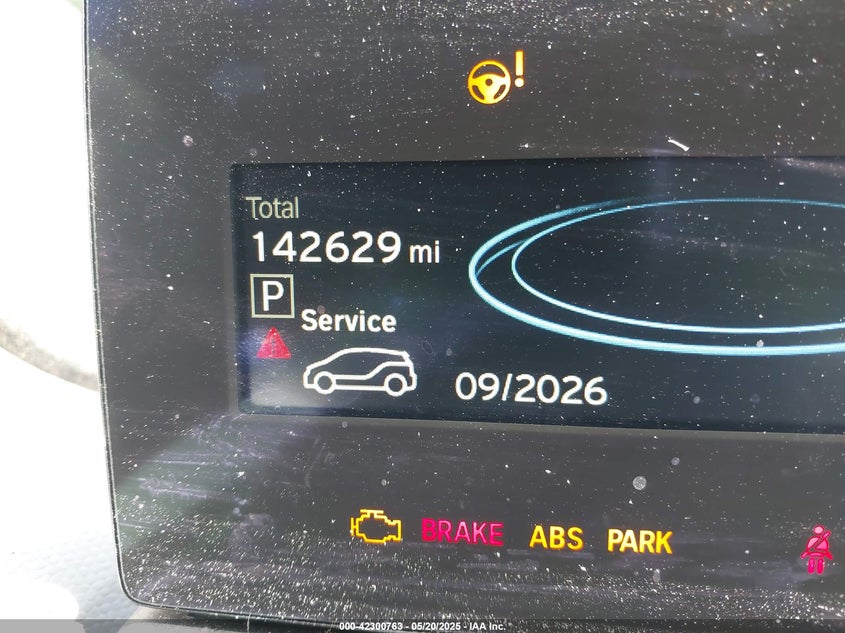 Total
142629 mi
P
Service
09/2026
BRAKE ABS PARK
000-42300763 - 05/20/2025 - IAA Inc.